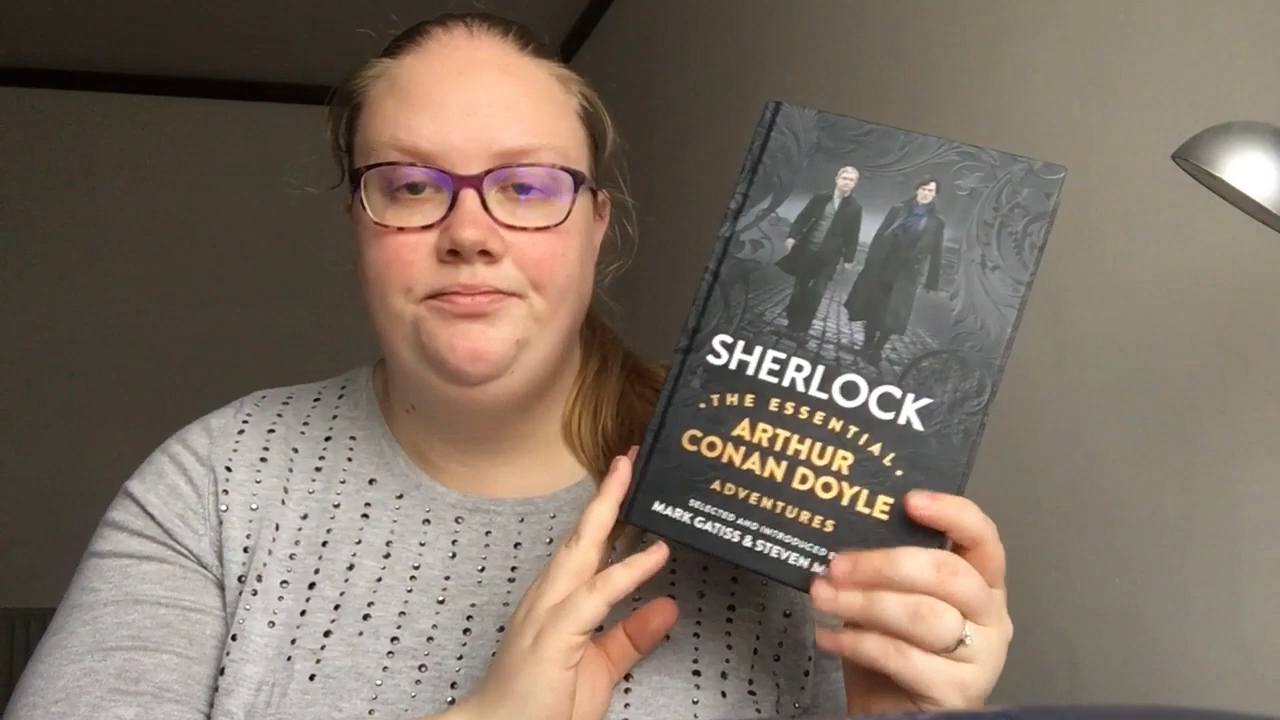 SHERLOCK
.THE ESSENTIAL.
ARTHUR
CONAN DOYLE
ADVENTURES
SELECTED AND INTRODUCED
MARK GATISS & STEVEN